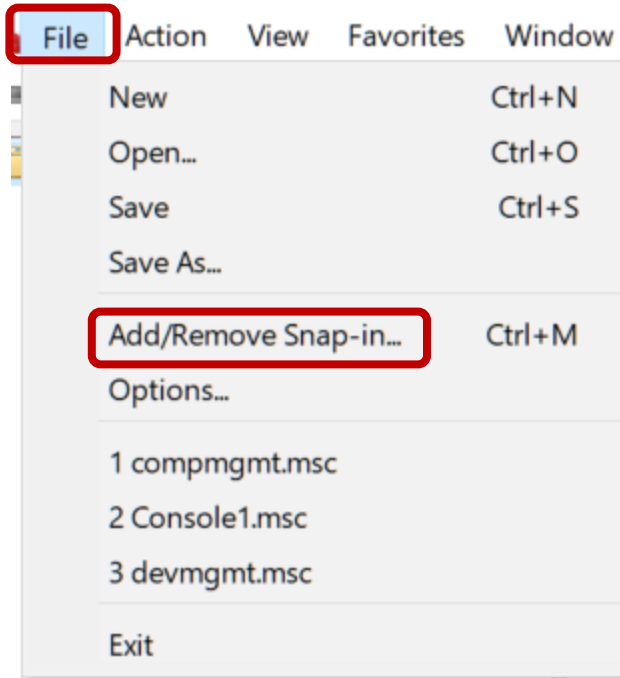 File Action View Favorites Window
New Ctrl+N
Open... Ctrl+O
Save Ctrl+S
Save As...
Add/Remove Snap-in... Ctrl+M
Options...
1 compmgmt.msc
2 Console1.msc
3 devmgmt.msc
Exit